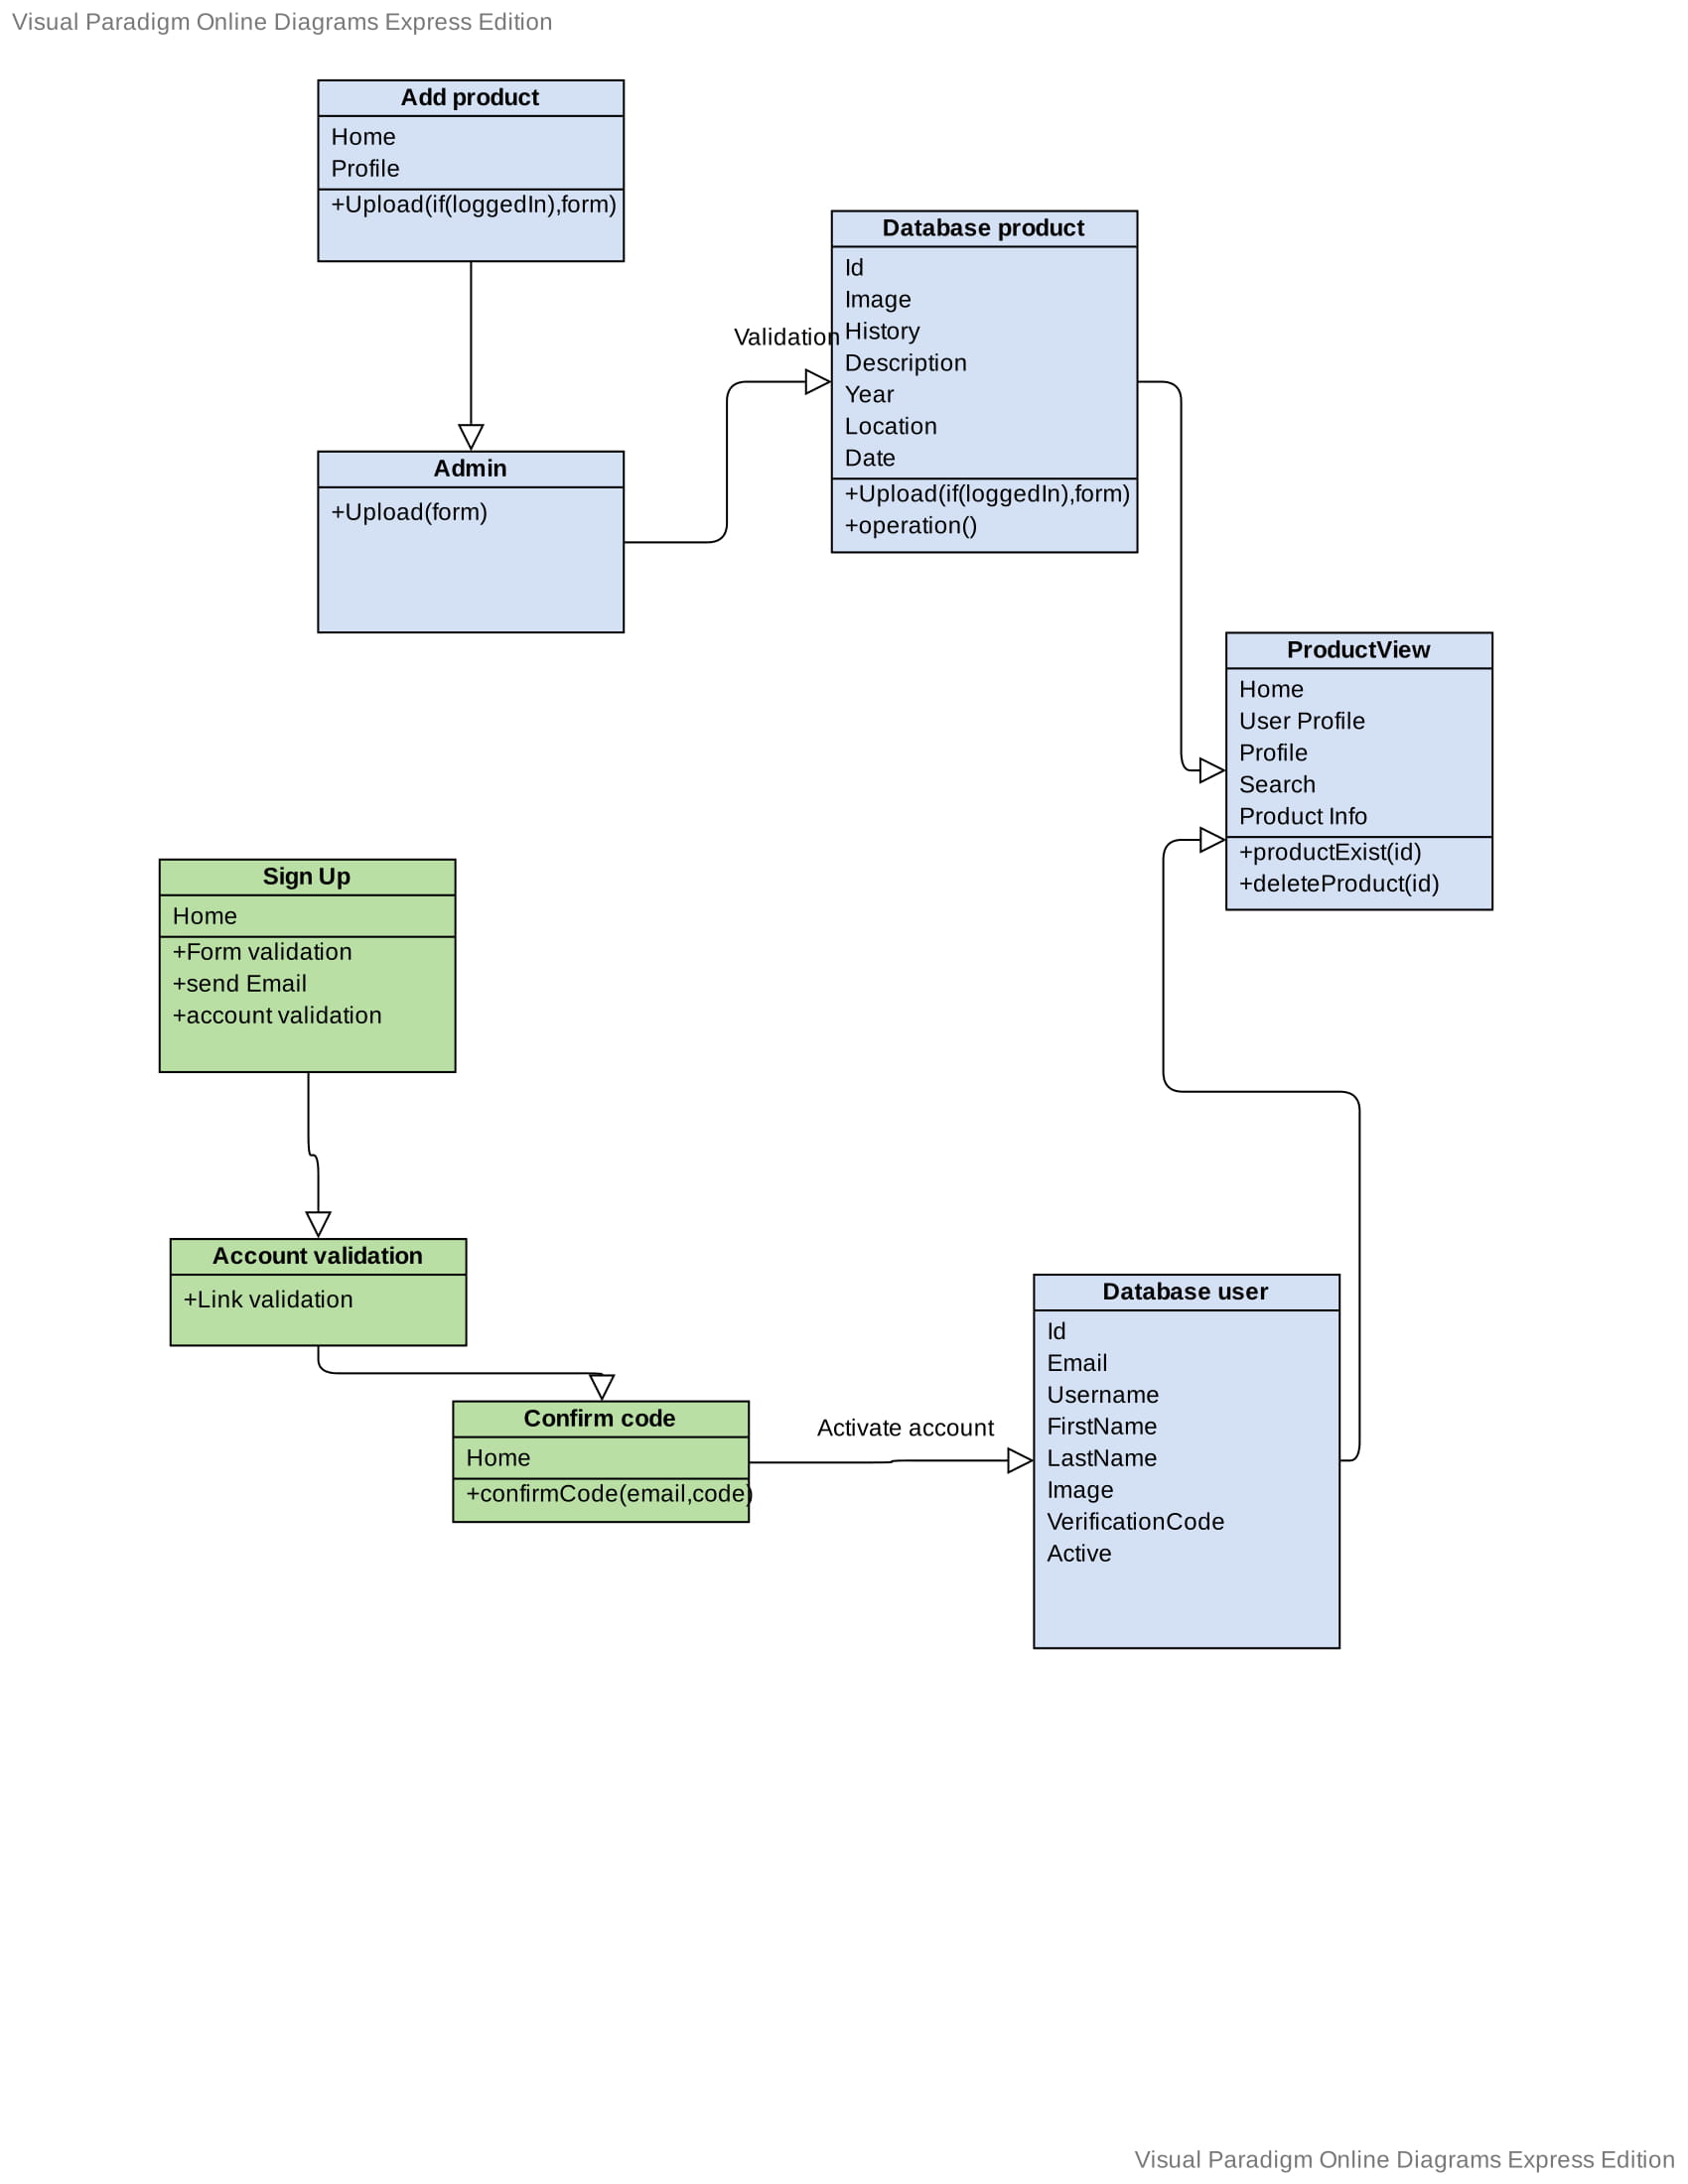 Visual Paradigm Online Diagrams Express Edition
Add product
Home
Profile
+Upload(if(loggedIn),form)
Database product
Id
Image
History
Description
Year
Location
Date
+Upload(if(loggedIn),form)
+operation()
Validation
Admin
+Upload(form)
ProductView
Home
User Profile
Profile
Search
Product Info
+productExist(id)
+deleteProduct(id)
Sign Up
Home
+Form validation
+send Email
+account validation
Account validation
+Link validation
Confirm code
Home
+confirmCode(email,code)
Activate account
Database user
Id
Email
Username
FirstName
LastName
Image
VerificationCode
Active
Visual Paradigm Online Diagrams Express Edition